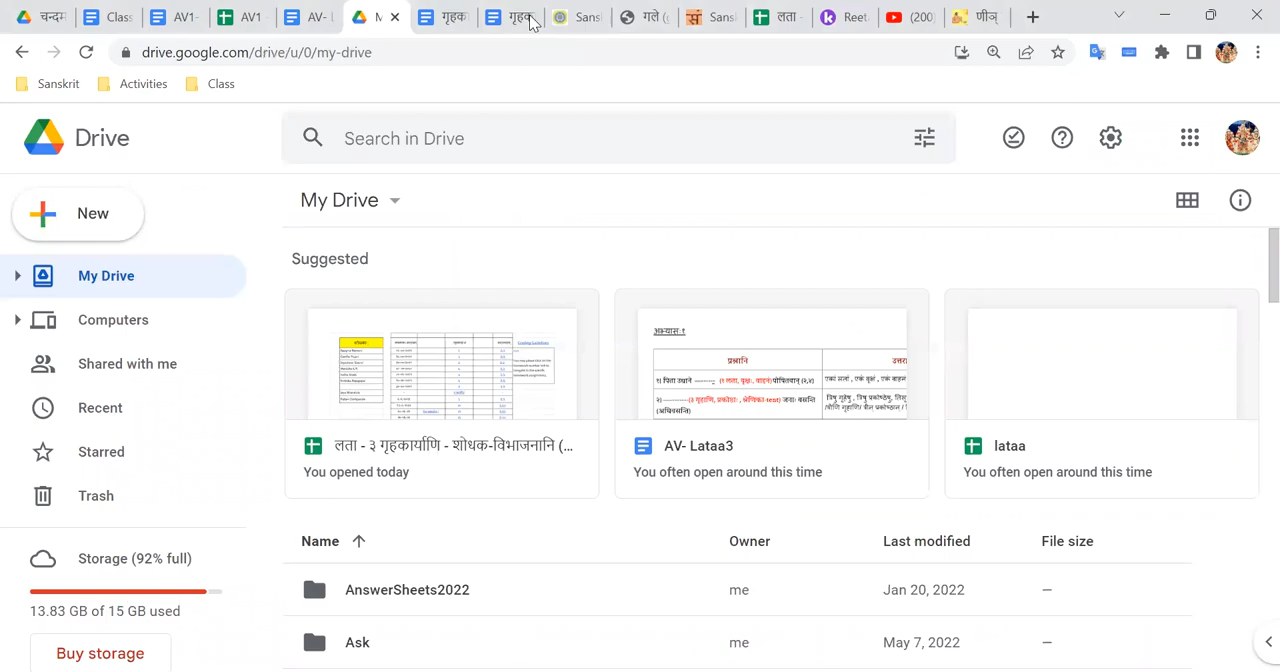 चन्दम
Class
AV1-
AV1
AV- L
गृहक
गृहक
Sans
गले (
Sans
लता -
Reet
(200)
णीञ्
drive.google.com/drive/u/0/my-drive
Sanskrit Activities Class
Drive
Search in Drive
New
My Drive
Suggested
My Drive
Computers
Shared with me
Recent
Starred
Trash
Storage (92% full)
13.83 GB of 15 GB used
Buy storage
अभ्यासः१
प्रश्नानि
लता - ३ गृहकार्याणि - शोधक-विभाजनानि (...
You opened today
AV- Lataa3
You often open around this time
lataa
You often open around this time
Name Owner Last modified File size
AnswerSheets2022 me Jan 20, 2022 —
Ask me May 7, 2022 —